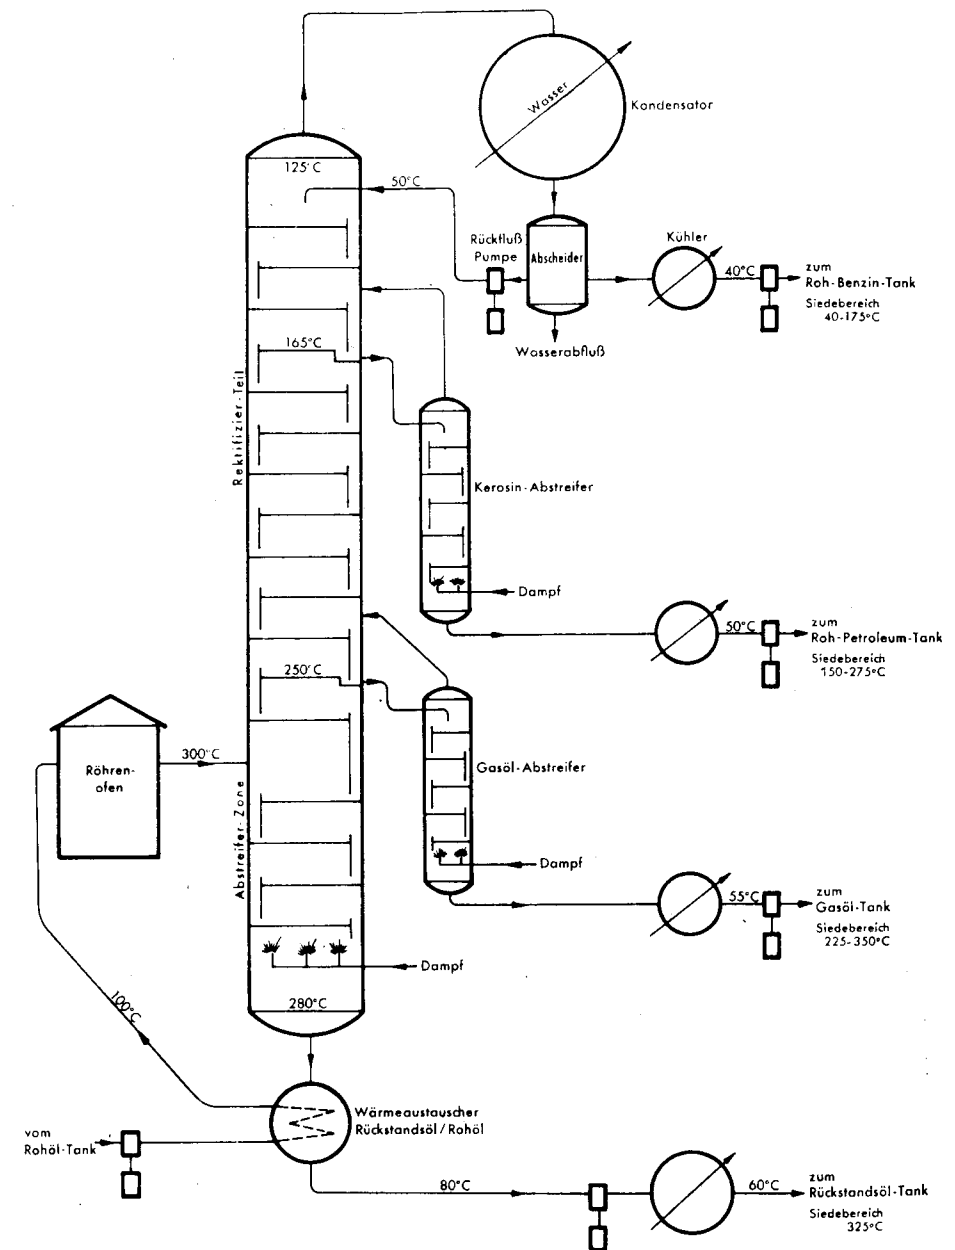 Wasser
Kondensator
125°C
50°C
Rückfluß
Pumpe
Abscheider
Kühler
40°C
zum
Roh-Benzin-Tank
Siedebereich
40-175°C
Wasserabfluß
165°C
Rektifizier-Teil
Kerosin-Abstreifer
Dampf
50°C
zum
Roh-Petroleum-Tank
Siedebereich
150-275°C
250°C
300°C
Röhren-
ofen
Gasöl-Abstreifer
Abstreifer-Zone
Dampf
55°C
zum
Gasöl-Tank
Siedebereich
225-350°C
Dampf
280°C
100°C
Wärmeaustauscher
Rückstandsöl/Rohöl
vom
Rohöl-Tank
80°C
60°C
zum
Rückstandsöl-Tank
Siedebereich
325°C